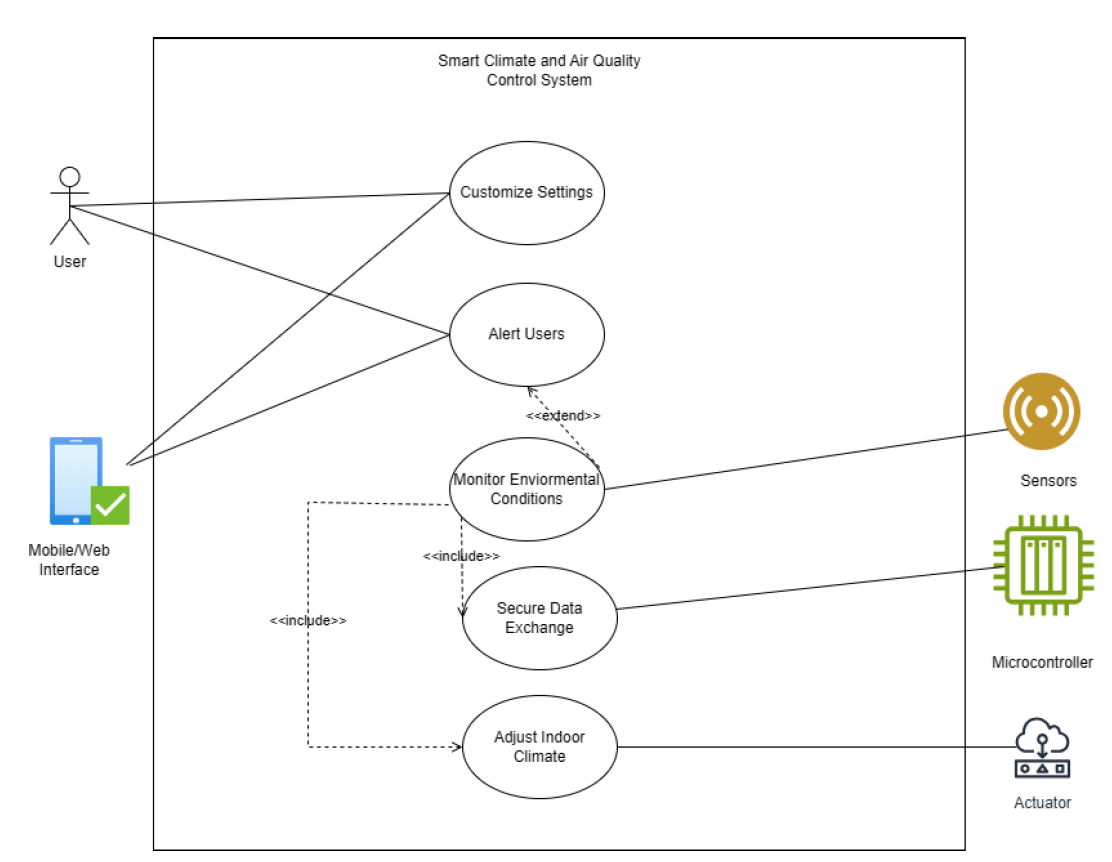 Smart Climate and Air Quality
Control System
Customize Settings
User
Alert Users
<<extend>>
Monitor Enviormental
Conditions
Sensors
Mobile/Web
Interface
<<include>>
Secure Data
Exchange
<<include>>
Microcontroller
Adjust Indoor
Climate
Actuator